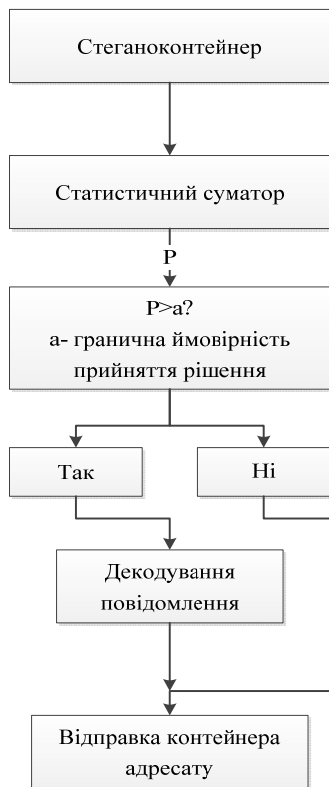 Стеганоконтейнер
Статистичний суматор
P
P>a?
a- гранична ймовірність
прийняття рішення
Так
Ні
Декодування
повідомлення
Відправка контейнера
адресату